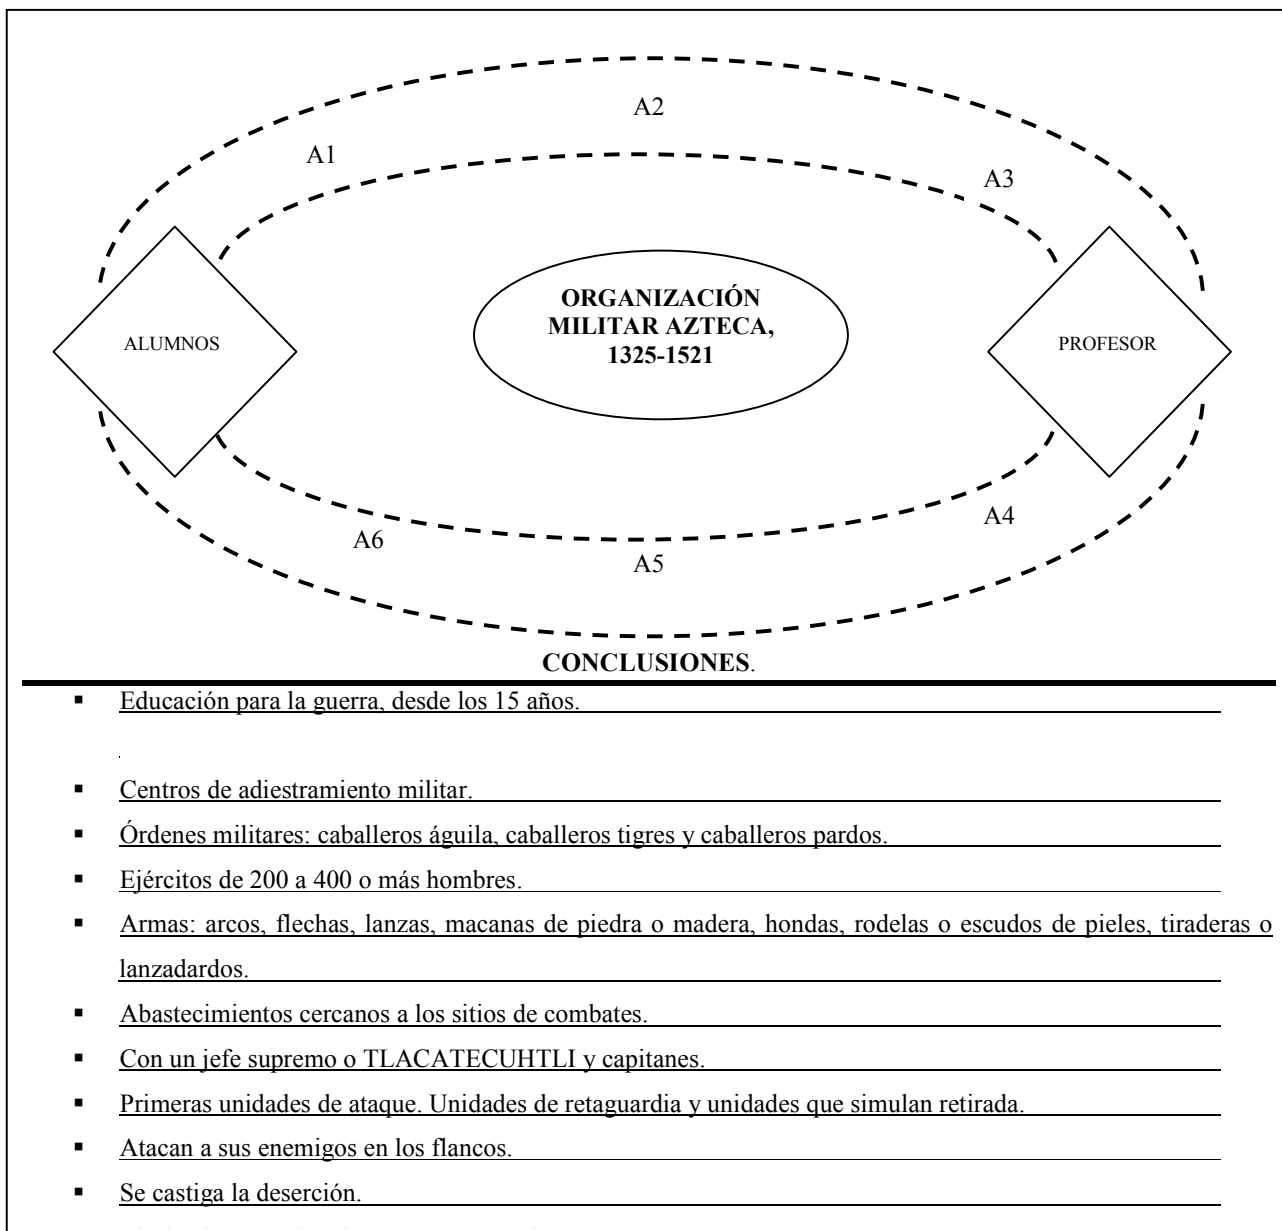 A2
A1
A3
ORGANIZACIÓN
MILITAR AZTECA,
1325-1521
ALUMNOS
PROFESOR
A4
A6
A5
CONCLUSIONES.
▪ Educación para la guerra, desde los 15 años.
.
▪ Centros de adiestramiento militar.
▪ Órdenes militares: caballeros águila, caballeros tigres y caballeros pardos.
▪ Ejércitos de 200 a 400 o más hombres.
▪ Armas: arcos, flechas, lanzas, macanas de piedra o madera, hondas, rodelas o escudos de pieles, tiraderas o
lanzadardos.
▪ Abastecimientos cercanos a los sitios de combates.
▪ Con un jefe supremo o TLACATECUHTLI y capitanes.
▪ Primeras unidades de ataque. Unidades de retaguardia y unidades que simulan retirada.
▪ Atacan a sus enemigos en los flancos.
▪ Se castiga la deserción.